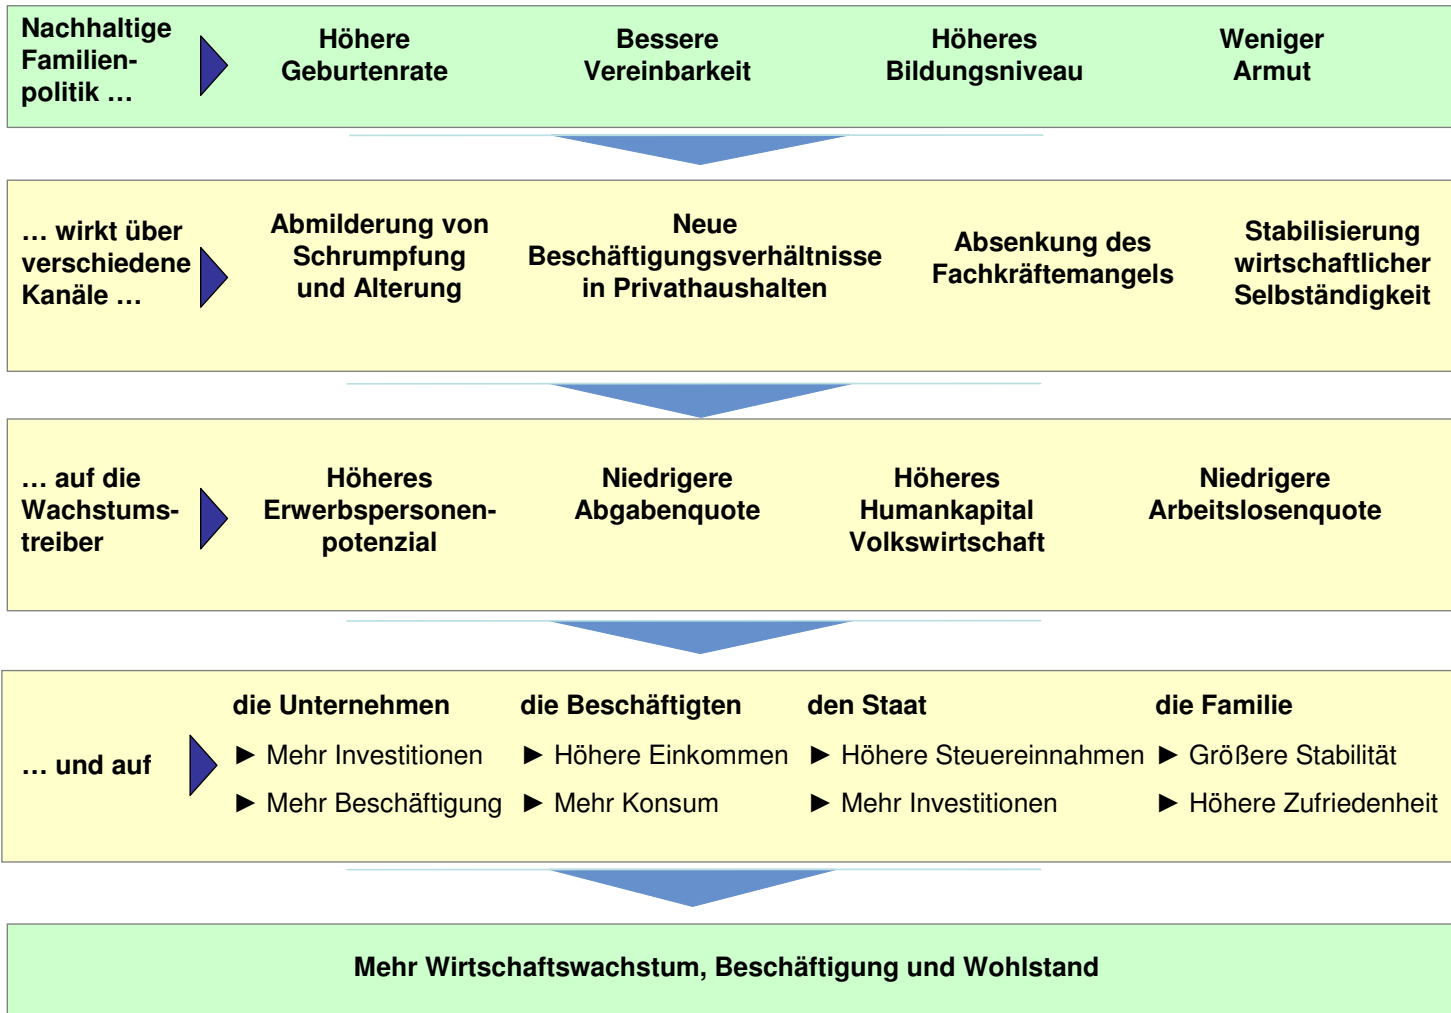 Nachhaltige
Familien-
politik …
Höhere
Geburtenrate
Bessere
Vereinbarkeit
Höheres
Bildungsniveau
Weniger
Armut
… wirkt über
verschiedene
Kanäle …
Abmilderung von
Schrumpfung
und Alterung
Neue
Beschäftigungsverhältnisse
in Privathaushalten
Absenkung des
Fachkräftemangels
Stabilisierung
wirtschaftlicher
Selbständigkeit
… auf die
Wachstums-
treiber
Höheres
Erwerbspersonen-
potenzial
Niedrigere
Abgabenquote
Höheres
Humankapital
Volkswirtschaft
Niedrigere
Arbeitslosenquote
… und auf
die Unternehmen
► Mehr Investitionen
► Mehr Beschäftigung
die Beschäftigten
► Höhere Einkommen
► Mehr Konsum
den Staat
► Höhere Steuereinnahmen
► Mehr Investitionen
die Familie
► Größere Stabilität
► Höhere Zufriedenheit
Mehr Wirtschaftswachstum, Beschäftigung und Wohlstand